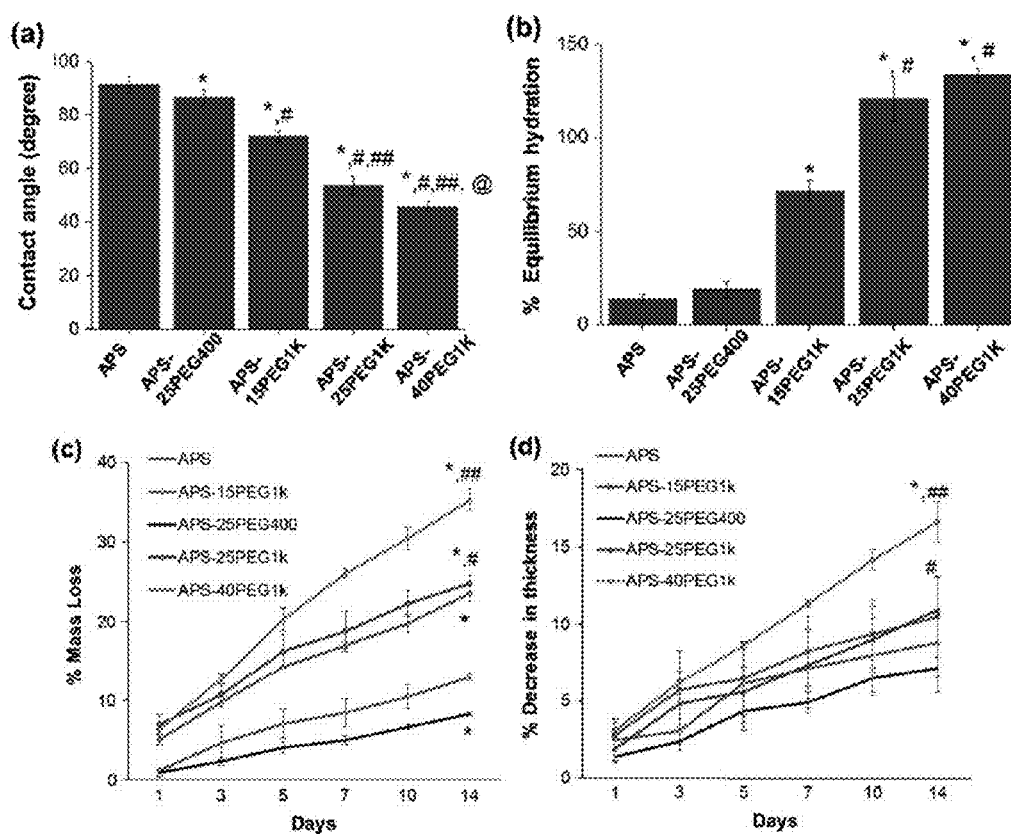 (a)
Contact angle (degree)
100
80
60
40
20
0
*
*,#
*,#,##
*,#,##, @
APS
APS-
25PEG400
APS-
15PEG1K
APS-
25PEG1K
APS-
40PEG1K
(b)
% Equilibrium hydration
150
100
50
0
*
*, #
*, #
APS
APS-
25PEG400
APS-
15PEG1K
APS-
25PEG1K
APS-
40PEG1K
(c)
% Mass Loss
40
30
20
10
0
APS
APS-15PEG1k
APS-25PEG400
APS-25PEG1k
APS-40PEG1k
*,##
*,#
*
*
1 3 5 7 10 14
Days
(d)
% Decrease in thickness
20
15
10
5
0
APS
APS-15PEG1k
APS-25PEG400
APS-25PEG1k
APS-40PEG1k
*,##
#
1 3 5 7 10 14
Days